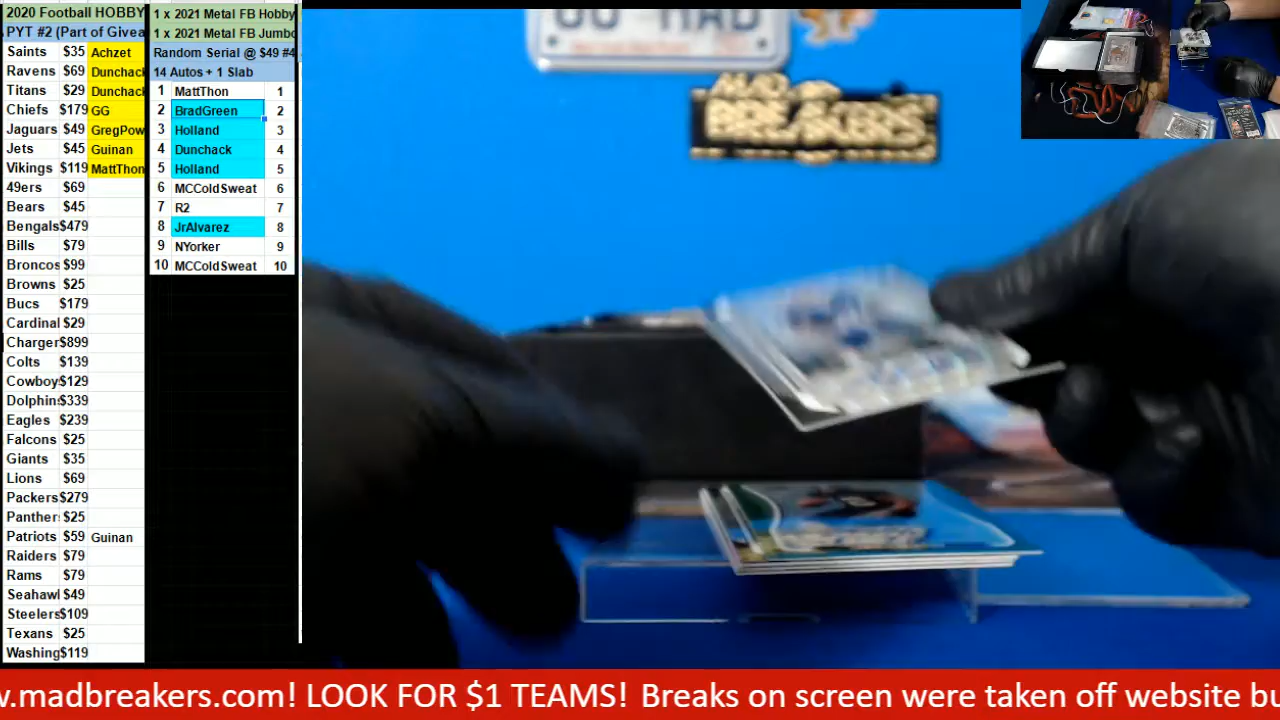 2020 Football HOBBY
PYT #2 (Part of Givea
Saints $35 Achzet
Ravens $69 Dunchack
Titans $29 Dunchack
Chiefs $179 GG
Jaguars $49 GregPow
Jets $45 Guinan
Vikings $119 MattThon
49ers $69
Bears $45
Bengals $479
Bills $79
Broncos $99
Browns $25
Bucs $179
Cardinal $29
Charger $899
Colts $139
Cowboy $129
Dolphin $339
Eagles $239
Falcons $25
Giants $35
Lions $69
Packers $279
Panther $25
Patriots $59 Guinan
Raiders $79
Rams $79
Seahawl $49
Steelers $109
Texans $25
Washing $119
1 x 2021 Metal FB Hobby
1 x 2021 Metal FB Jumbo
Random Serial @ $49 #4
14 Autos + 1 Slab
1 MattThon 1
2 BradGreen 2
3 Holland 3
4 Dunchack 4
5 Holland 5
6 MCColdSweat 6
7 R2 7
8 JrAlvarez 8
9 NYorker 9
10 MCColdSweat 10
GO MAD
MAD
BREAKERS
w.madbreakers.com! LOOK FOR $1 TEAMS! Breaks on screen were taken off website bu